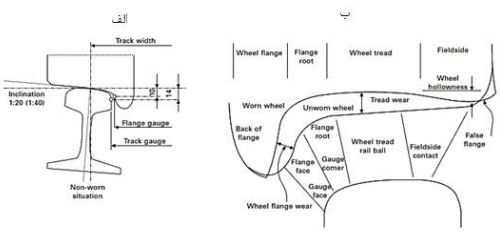 الف
Track width
Inclination
1:20 (1:40)
14
Flange gauge
Track gauge
Non-worn
situation
ب
Wheel flange
Flange
root
Wheel tread
Fieldside
Wheel
hollowness
Worn wheel
Unworn wheel
Tread wear
Back of
flange
Flange
root
Wheel tread
rail ball
Fieldside
contact
False
flange
Flange
face
Gauge
corner
Gauge
face
Wheel flange wear